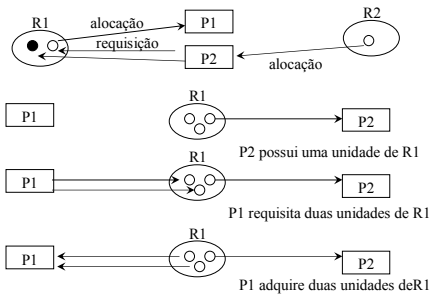 R1
R2
alocação
P1
requisição
P2
alocação
R1
P1
P2
P2 possui uma unidade de R1
R1
P1
P2
P1 requisita duas unidades de R1
R1
P1
P2
P1 adquire duas unidades deR1